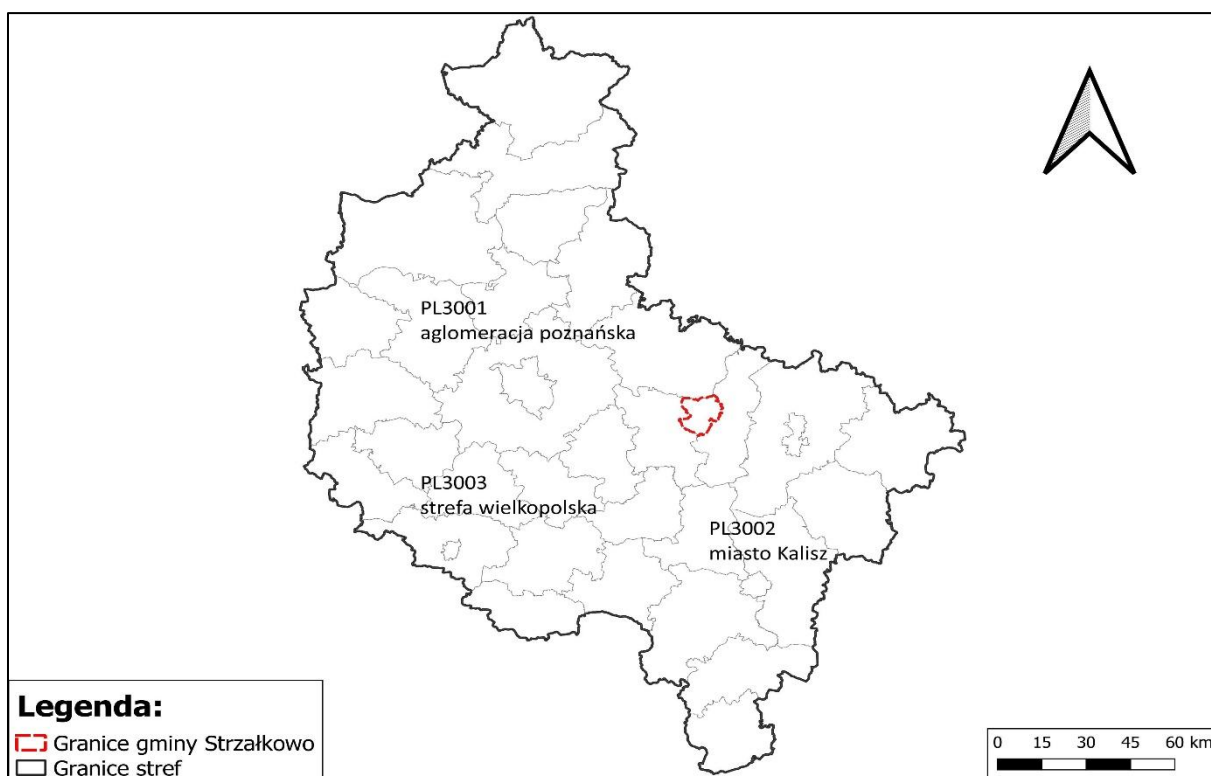 PL3001
aglomeracja poznańska
PL3003
strefa wielkopolska
PL3002
miasto Kalisz
Legenda:
Granice gminy Strzałkowo
Granice stref
0 15 30 45 60 km